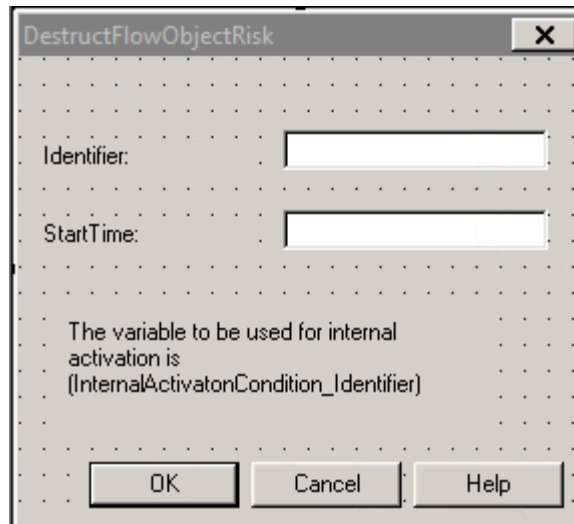 DestructFlowObjectRisk
Identifier:
StartTime:
The variable to be used for internal
activation is
(InternalActivatonCondition_Identifier)
OK Cancel Help